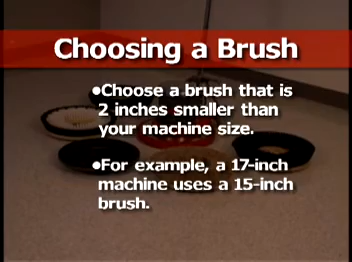 Choosing a Brush
•Choose a brush that is
2 inches smaller than
your machine size.
•For example, a 17-inch
machine uses a 15-inch
brush.